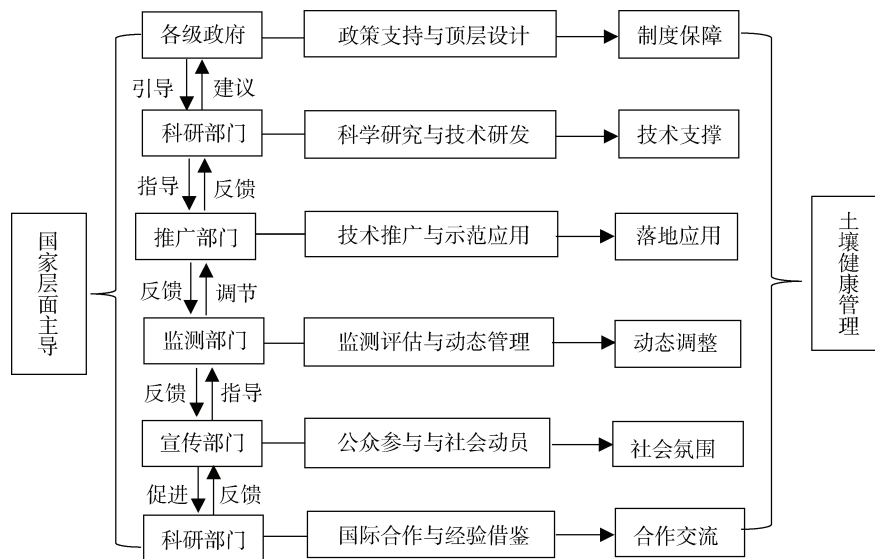 各级政府
政策支持与顶层设计
制度保障
引导
建议
科研部门
科学研究与技术研发
技术支撑
指导
反馈
推广部门
技术推广与示范应用
落地应用
国家层面主导
土壤健康管理
反馈
调节
监测部门
监测评估与动态管理
动态调整
反馈
指导
宣传部门
公众参与与社会动员
社会氛围
促进
反馈
科研部门
国际合作与经验借鉴
合作交流